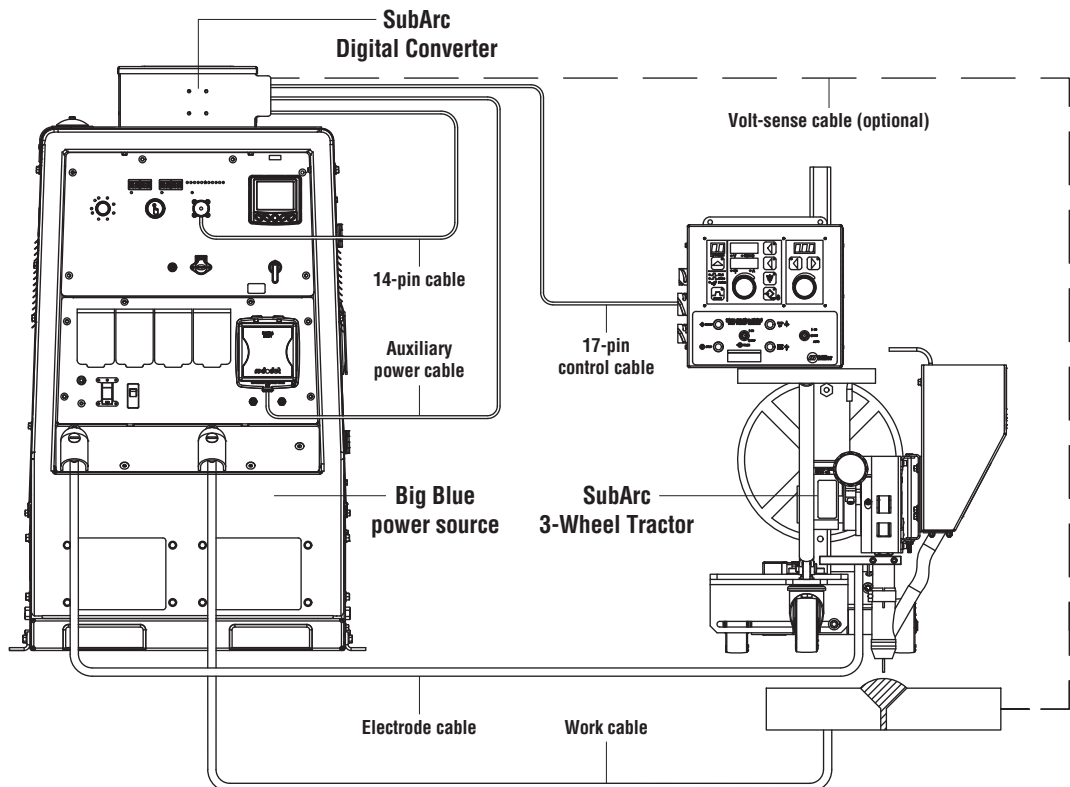 SubArc
Digital Converter
Volt-sense cable (optional)
14-pin cable
Auxiliary
power cable
17-pin
control cable
Big Blue
power source
SubArc
3-Wheel Tractor
Electrode cable
Work cable